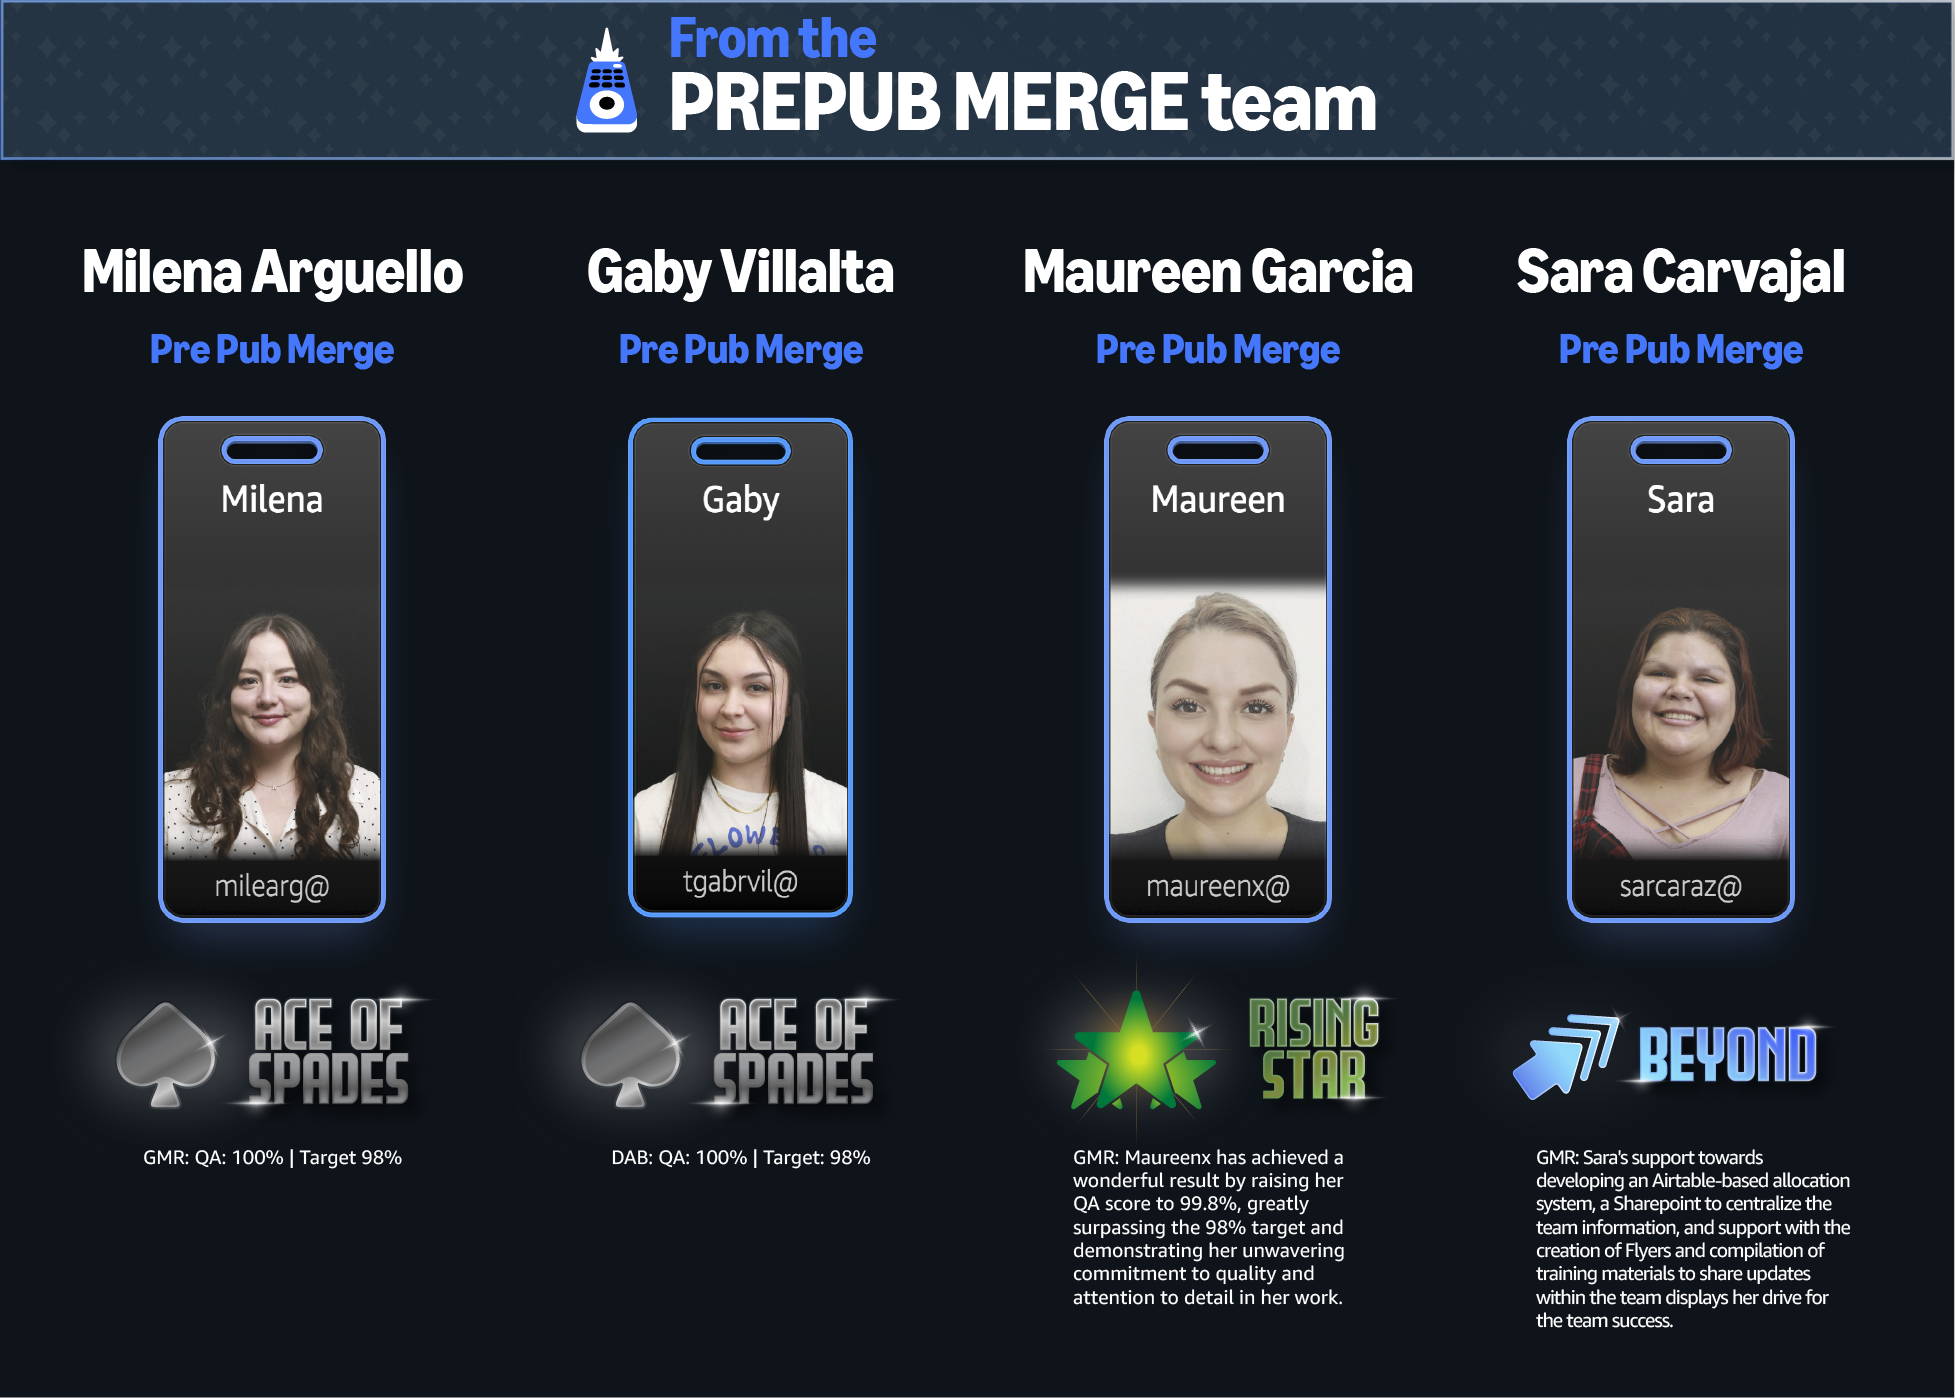 From the
PREPUB MERGE team
Milena Arguello
Pre Pub Merge
Milena
milearg@
ACE OF
SPADES
GMR: QA: 100% | Target 98%
Gaby Villalta
Pre Pub Merge
Gaby
tgabrvil@
ACE OF
SPADES
DAB: QA: 100% | Target: 98%
Maureen Garcia
Pre Pub Merge
Maureen
maureenx@
RISING
STAR
GMR: Maureenx has achieved a
wonderful result by raising her
QA score to 99.8%, greatly
surpassing the 98% target and
demonstrating her unwavering
commitment to quality and
attention to detail in her work.
Sara Carvajal
Pre Pub Merge
Sara
sarcaraz@
BEYOND
GMR: Sara's support towards
developing an Airtable-based allocation
system, a Sharepoint to centralize the
team information, and support with the
creation of Flyers and compilation of
training materials to share updates
within the team displays her drive for
the team success.